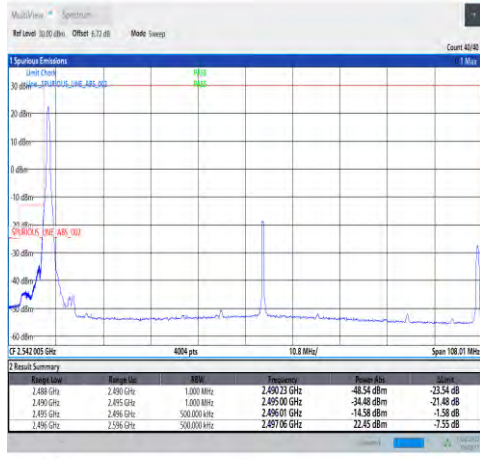 MultiView Spectrum
Ref Level 30.00 dBm Offset 6.72 dB Mode Sweep
Count 40/40
1 Spurious Emissions 1 Max
Limit Check PASS
30 dBm Line _SPURIOUS_LINE_ABS_002 PASS
20 dBm
10 dBm
0 dBm
-10 dBm
-20 dBm
SPURIOUS_LINE_ABS_002
-30 dBm
-40 dBm
-50 dBm
-60 dBm
CF 2.542 005 GHz 4004 pts 10.8 MHz/ Span 108.01 MHz
2 Result Summary
Range Low Range Up RBW Frequency Power Abs ΔLimit
2.488 GHz 2.490 GHz 1.000 MHz 2.490 23 GHz -48.54 dBm -23.54 dB
2.490 GHz 2.495 GHz 1.000 MHz 2.495 00 GHz -34.48 dBm -21.48 dB
2.495 GHz 2.496 GHz 500.000 kHz 2.496 01 GHz -14.58 dBm -1.58 dB
2.496 GHz 2.596 GHz 500.000 kHz 2.497 06 GHz 22.45 dBm -7.55 dB